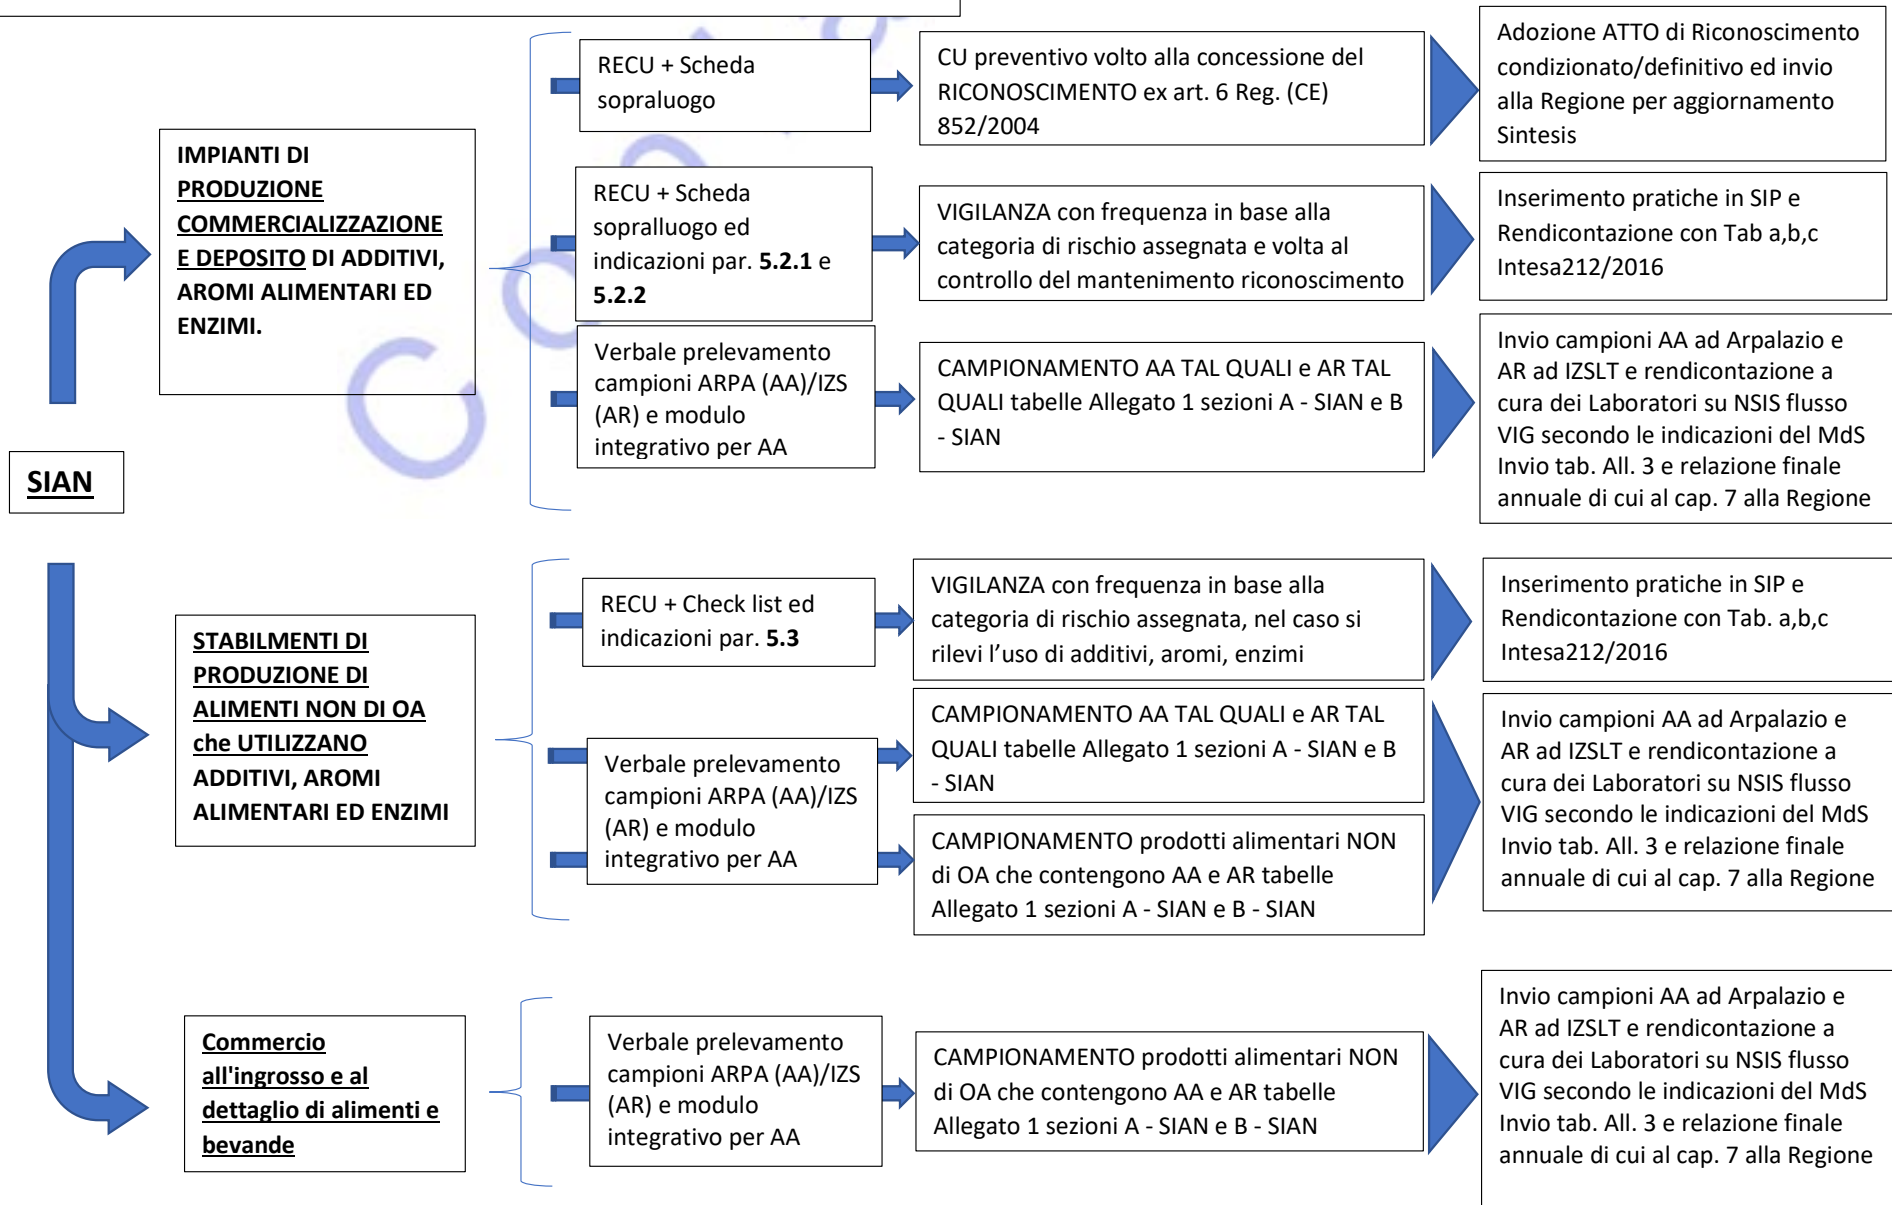 SIAN
IMPIANTI DI
PRODUZIONE
COMMERCIALIZZAZIONE
E DEPOSITO DI ADDITIVI,
AROMI ALIMENTARI ED
ENZIMI.
RECU + Scheda
sopraluogo
CU preventivo volto alla concessione del
RICONOSCIMENTO ex art. 6 Reg. (CE)
852/2004
Adozione ATTO di Riconoscimento
condizionato/definitivo ed invio
alla Regione per aggiornamento
Sintesis
RECU + Scheda
sopralluogo ed
indicazioni par. 5.2.1 e
5.2.2
VIGILANZA con frequenza in base alla
categoria di rischio assegnata e volta al
controllo del mantenimento riconoscimento
Inserimento pratiche in SIP e
Rendicontazione con Tab a,b,c
Intesa212/2016
Verbale prelevamento
campioni ARPA (AA)/IZS
(AR) e modulo
integrativo per AA
CAMPIONAMENTO AA TAL QUALI e AR TAL
QUALI tabelle Allegato 1 sezioni A - SIAN e B
- SIAN
Invio campioni AA ad Arpalazio e
AR ad IZSLT e rendicontazione a
cura dei Laboratori su NSIS flusso
VIG secondo le indicazioni del MdS
Invio tab. All. 3 e relazione finale
annuale di cui al cap. 7 alla Regione
STABILMENTI DI
PRODUZIONE DI
ALIMENTI NON DI OA
che UTILIZZANO
ADDITIVI, AROMI
ALIMENTARI ED ENZIMI
RECU + Check list ed
indicazioni par. 5.3
VIGILANZA con frequenza in base alla
categoria di rischio assegnata, nel caso si
rilevi l'uso di additivi, aromi, enzimi
Inserimento pratiche in SIP e
Rendicontazione con Tab. a,b,c
Intesa212/2016
Verbale prelevamento
campioni ARPA (AA)/IZS
(AR) e modulo
integrativo per AA
CAMPIONAMENTO AA TAL QUALI e AR TAL
QUALI tabelle Allegato 1 sezioni A - SIAN e B
- SIAN
CAMPIONAMENTO prodotti alimentari NON
di OA che contengono AA e AR tabelle
Allegato 1 sezioni A - SIAN e B - SIAN
Invio campioni AA ad Arpalazio e
AR ad IZSLT e rendicontazione a
cura dei Laboratori su NSIS flusso
VIG secondo le indicazioni del MdS
Invio tab. All. 3 e relazione finale
annuale di cui al cap. 7 alla Regione
Commercio
all'ingrosso e al
dettaglio di alimenti e
bevande
Verbale prelevamento
campioni ARPA (AA)/IZS
(AR) e modulo
integrativo per AA
CAMPIONAMENTO prodotti alimentari NON
di OA che contengono AA e AR tabelle
Allegato 1 sezioni A - SIAN e B - SIAN
Invio campioni AA ad Arpalazio e
AR ad IZSLT e rendicontazione a
cura dei Laboratori su NSIS flusso
VIG secondo le indicazioni del MdS
Invio tab. All. 3 e relazione finale
annuale di cui al cap. 7 alla Regione